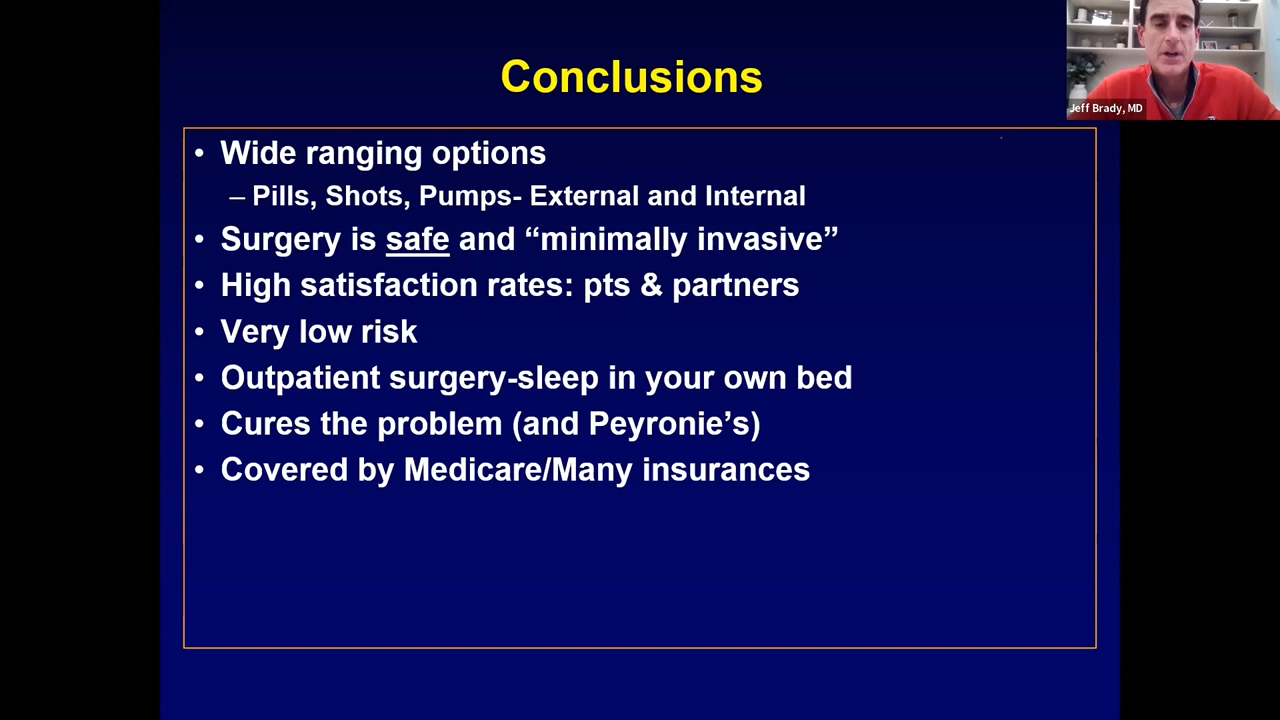 Conclusions
Jeff Brady, MD
• Wide ranging options
– Pills, Shots, Pumps- External and Internal
• Surgery is safe and “minimally invasive”
• High satisfaction rates: pts & partners
• Very low risk
• Outpatient surgery-sleep in your own bed
• Cures the problem (and Peyronie’s)
• Covered by Medicare/Many insurances